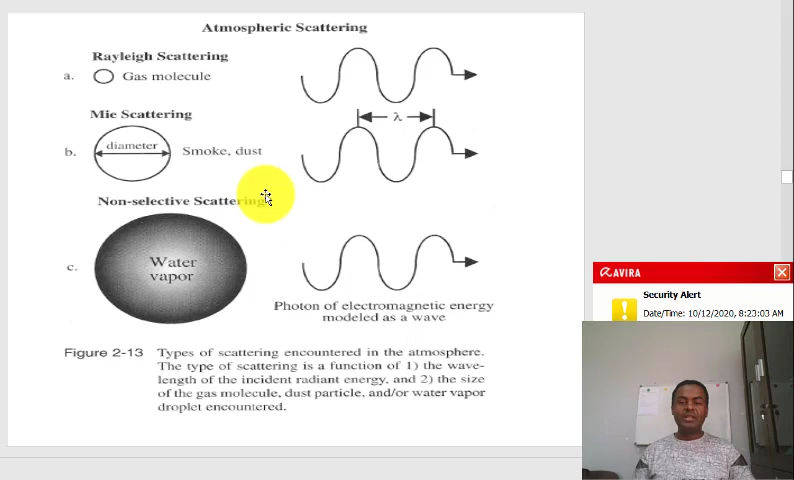 Atmospheric Scattering
Rayleigh Scattering
a. Gas molecule
Mie Scattering
λ
diameter
b. Smoke, dust
Non-selective Scattering
Water
c.
vapor
Photon of electromagnetic energy
modeled as a wave
Figure 2-13 Types of scattering encountered in the atmosphere.
The type of scattering is a function of 1) the wave-
length of the incident radiant energy, and 2) the size
of the gas molecule, dust particle, and/or water vapor
droplet encountered.
AVIRA
Security Alert
Date/Time: 10/12/2020, 8:23:03 AM